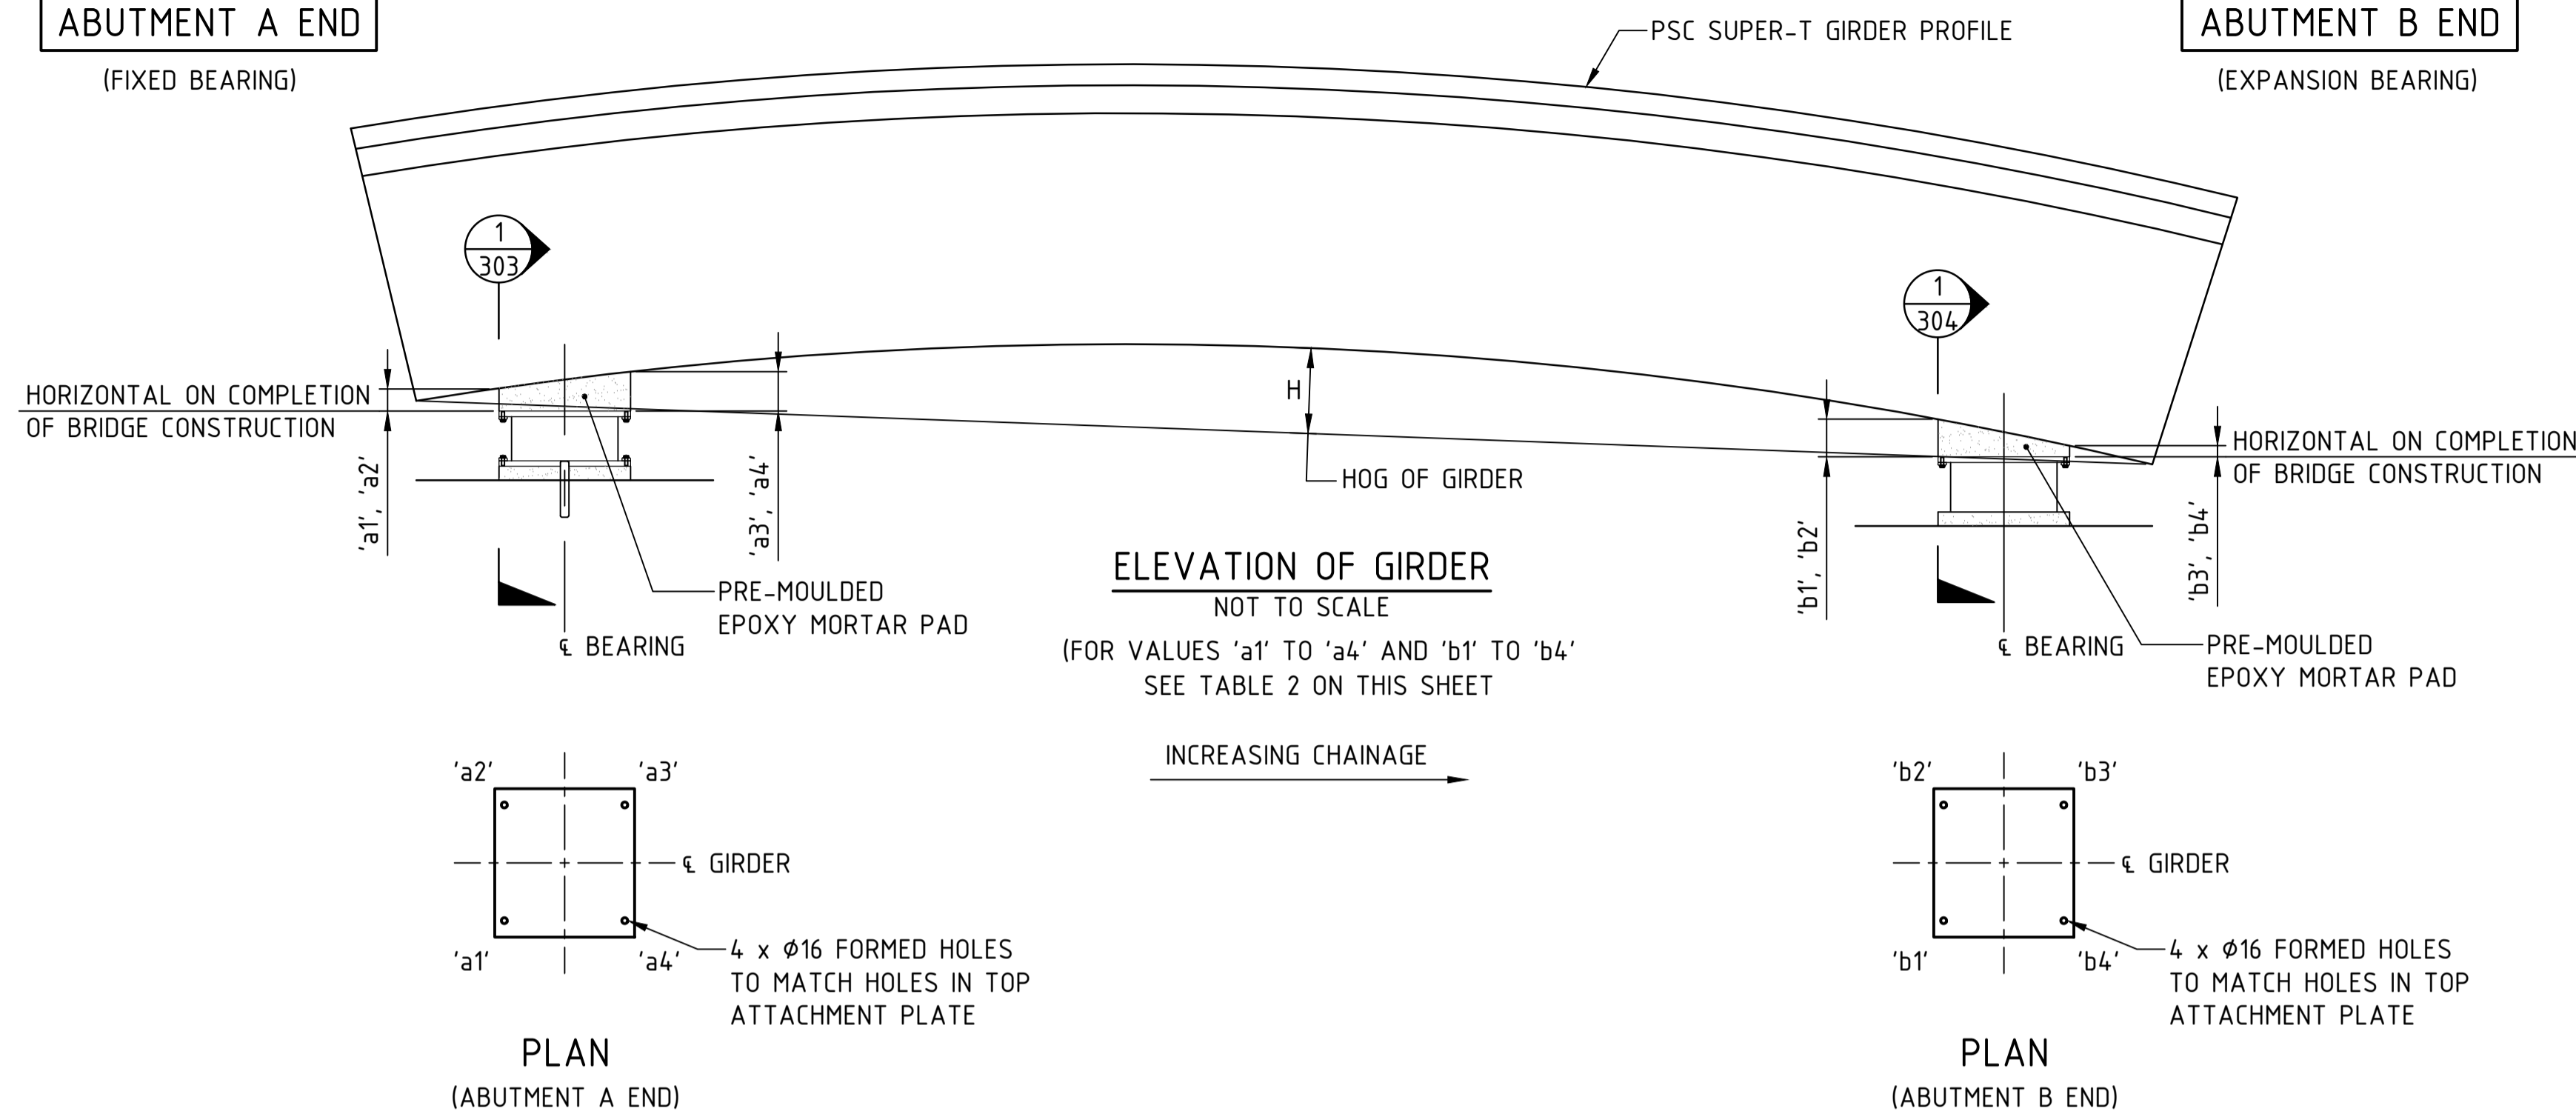 ABUTMENT A END
(FIXED BEARING)
PSC SUPER-T GIRDER PROFILE
ABUTMENT B END
(EXPANSION BEARING)
1
303
1
304
HORIZONTAL ON COMPLETION
OF BRIDGE CONSTRUCTION
H
HOG OF GIRDER
HORIZONTAL ON COMPLETION
OF BRIDGE CONSTRUCTION
'a1', 'a2'
'a3', 'a4'
'b1', 'b2'
'b3', 'b4'
PRE-MOULDED
EPOXY MORTAR PAD
℄ BEARING
ELEVATION OF GIRDER
NOT TO SCALE
(FOR VALUES 'a1' TO 'a4' AND 'b1' TO 'b4'
SEE TABLE 2 ON THIS SHEET
℄ BEARING
PRE-MOULDED
EPOXY MORTAR PAD
INCREASING CHAINAGE
'a2'
'a3'
℄ GIRDER
'a1'
'a4'
4 x Ø16 FORMED HOLES
TO MATCH HOLES IN TOP
ATTACHMENT PLATE
PLAN
(ABUTMENT A END)
'b2'
'b3'
℄ GIRDER
'b1'
'b4'
4 x Ø16 FORMED HOLES
TO MATCH HOLES IN TOP
ATTACHMENT PLATE
PLAN
(ABUTMENT B END)